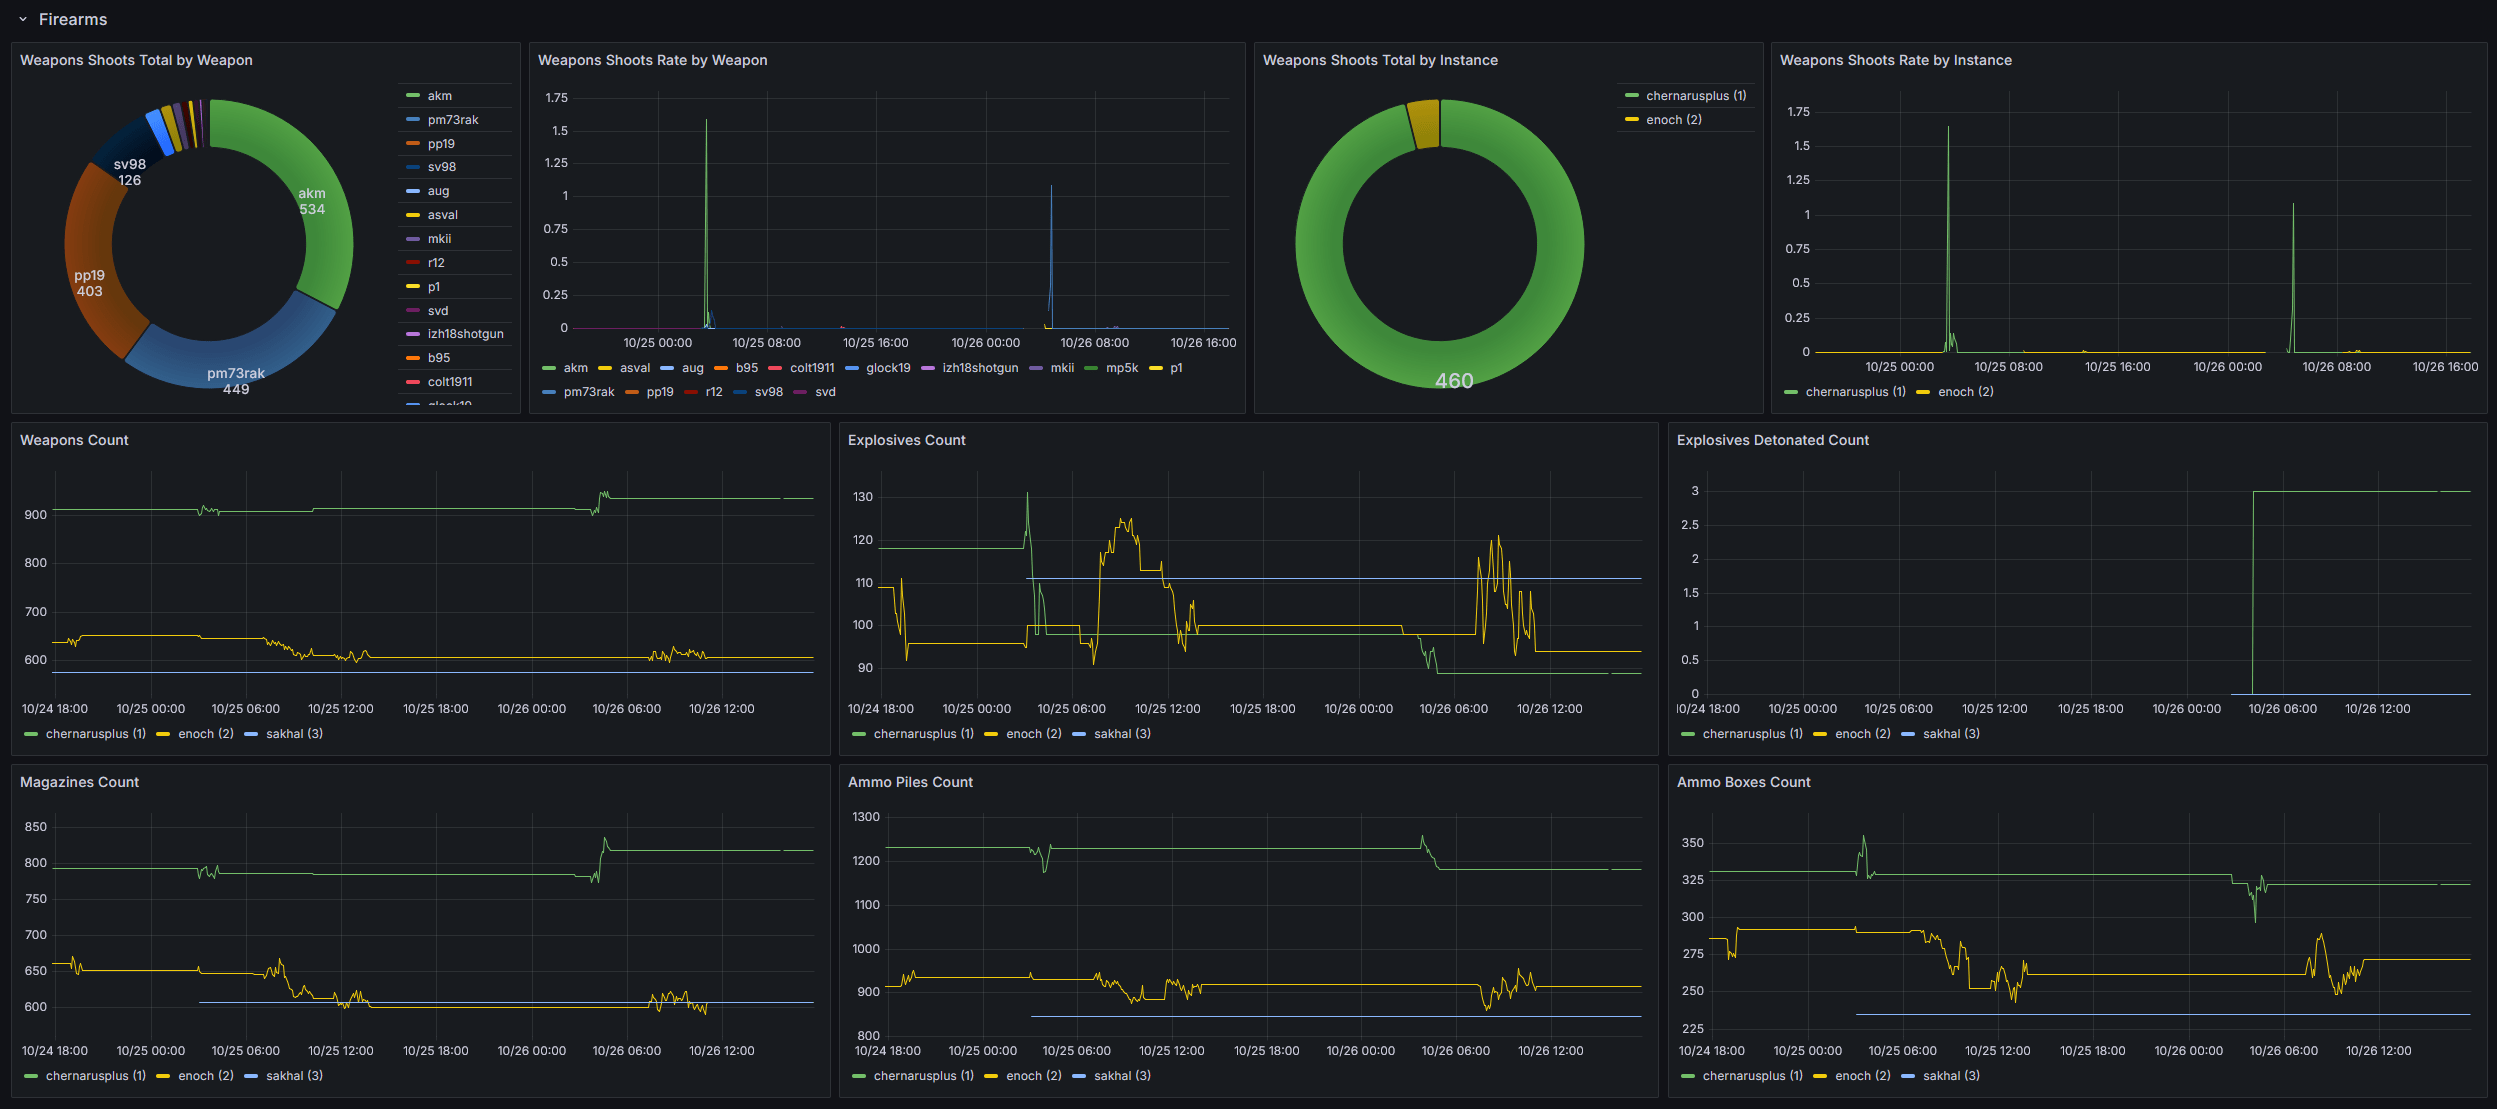 Firearms
Weapons Shoots Total by Weapon
sv98
126
akm
534
pp19
403
pm73rak
449
akm
pm73rak
pp19
sv98
aug
asval
mkii
r12
p1
svd
izh18shotgun
b95
colt1911
glock19
Weapons Shoots Rate by Weapon
1.75
1.5
1.25
1
0.75
0.5
0.25
0
10/25 00:00 10/25 08:00 10/25 16:00 10/26 00:00 10/26 08:00 10/26 16:00
akm asval aug b95 colt1911 glock19 izh18shotgun mkii mp5k p1
pm73rak pp19 r12 sv98 svd
Weapons Shoots Total by Instance
460
chernarusplus (1)
enoch (2)
Weapons Shoots Rate by Instance
1.75
1.5
1.25
1
0.75
0.5
0.25
0
10/25 00:00 10/25 08:00 10/25 16:00 10/26 00:00 10/26 08:00 10/26 16:00
chernarusplus (1) enoch (2)
Weapons Count
900
800
700
600
10/24 18:00 10/25 00:00 10/25 06:00 10/25 12:00 10/25 18:00 10/26 00:00 10/26 06:00 10/26 12:00
chernarusplus (1) enoch (2) sakhal (3)
Explosives Count
130
120
110
100
90
10/24 18:00 10/25 00:00 10/25 06:00 10/25 12:00 10/25 18:00 10/26 00:00 10/26 06:00 10/26 12:00
chernarusplus (1) enoch (2) sakhal (3)
Explosives Detonated Count
3
2.5
2
1.5
1
0.5
0
10/24 18:00 10/25 00:00 10/25 06:00 10/25 12:00 10/25 18:00 10/26 00:00 10/26 06:00 10/26 12:00
chernarusplus (1) enoch (2) sakhal (3)
Magazines Count
850
800
750
700
650
600
10/24 18:00 10/25 00:00 10/25 06:00 10/25 12:00 10/25 18:00 10/26 00:00 10/26 06:00 10/26 12:00
chernarusplus (1) enoch (2) sakhal (3)
Ammo Piles Count
1300
1200
1100
1000
900
800
10/24 18:00 10/25 00:00 10/25 06:00 10/25 12:00 10/25 18:00 10/26 00:00 10/26 06:00 10/26 12:00
chernarusplus (1) enoch (2) sakhal (3)
Ammo Boxes Count
350
325
300
275
250
225
10/24 18:00 10/25 00:00 10/25 06:00 10/25 12:00 10/25 18:00 10/26 00:00 10/26 06:00 10/26 12:00
chernarusplus (1) enoch (2) sakhal (3)